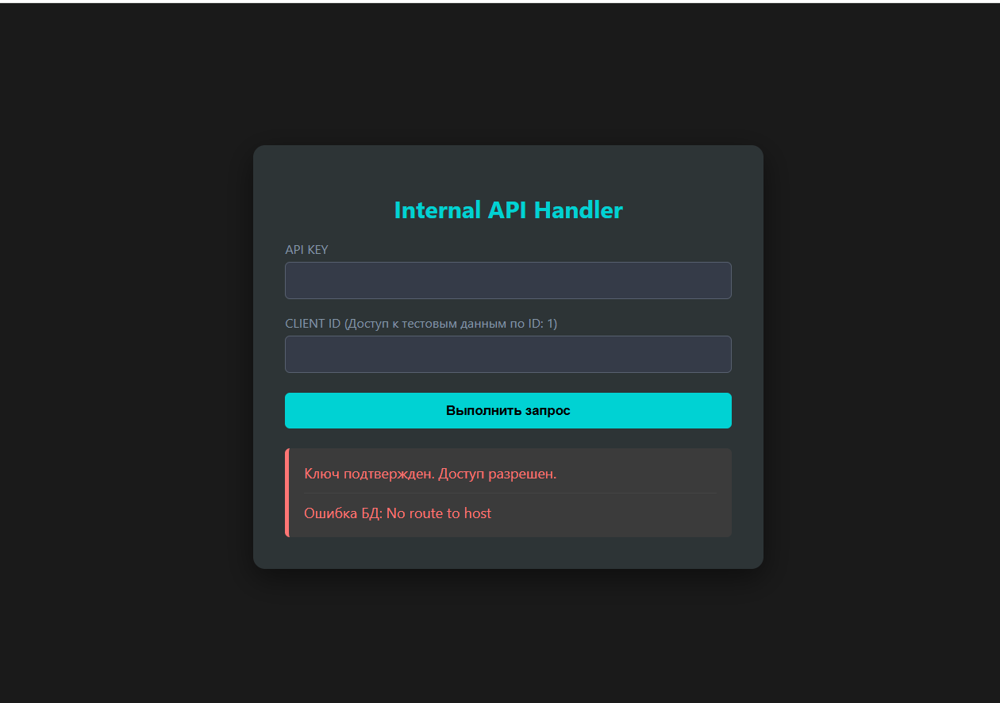 Internal API Handler
API KEY
CLIENT ID (Доступ к тестовым данным по ID: 1)
Выполнить запрос
Ключ подтвержден. Доступ разрешен.
Ошибка БД: No route to host